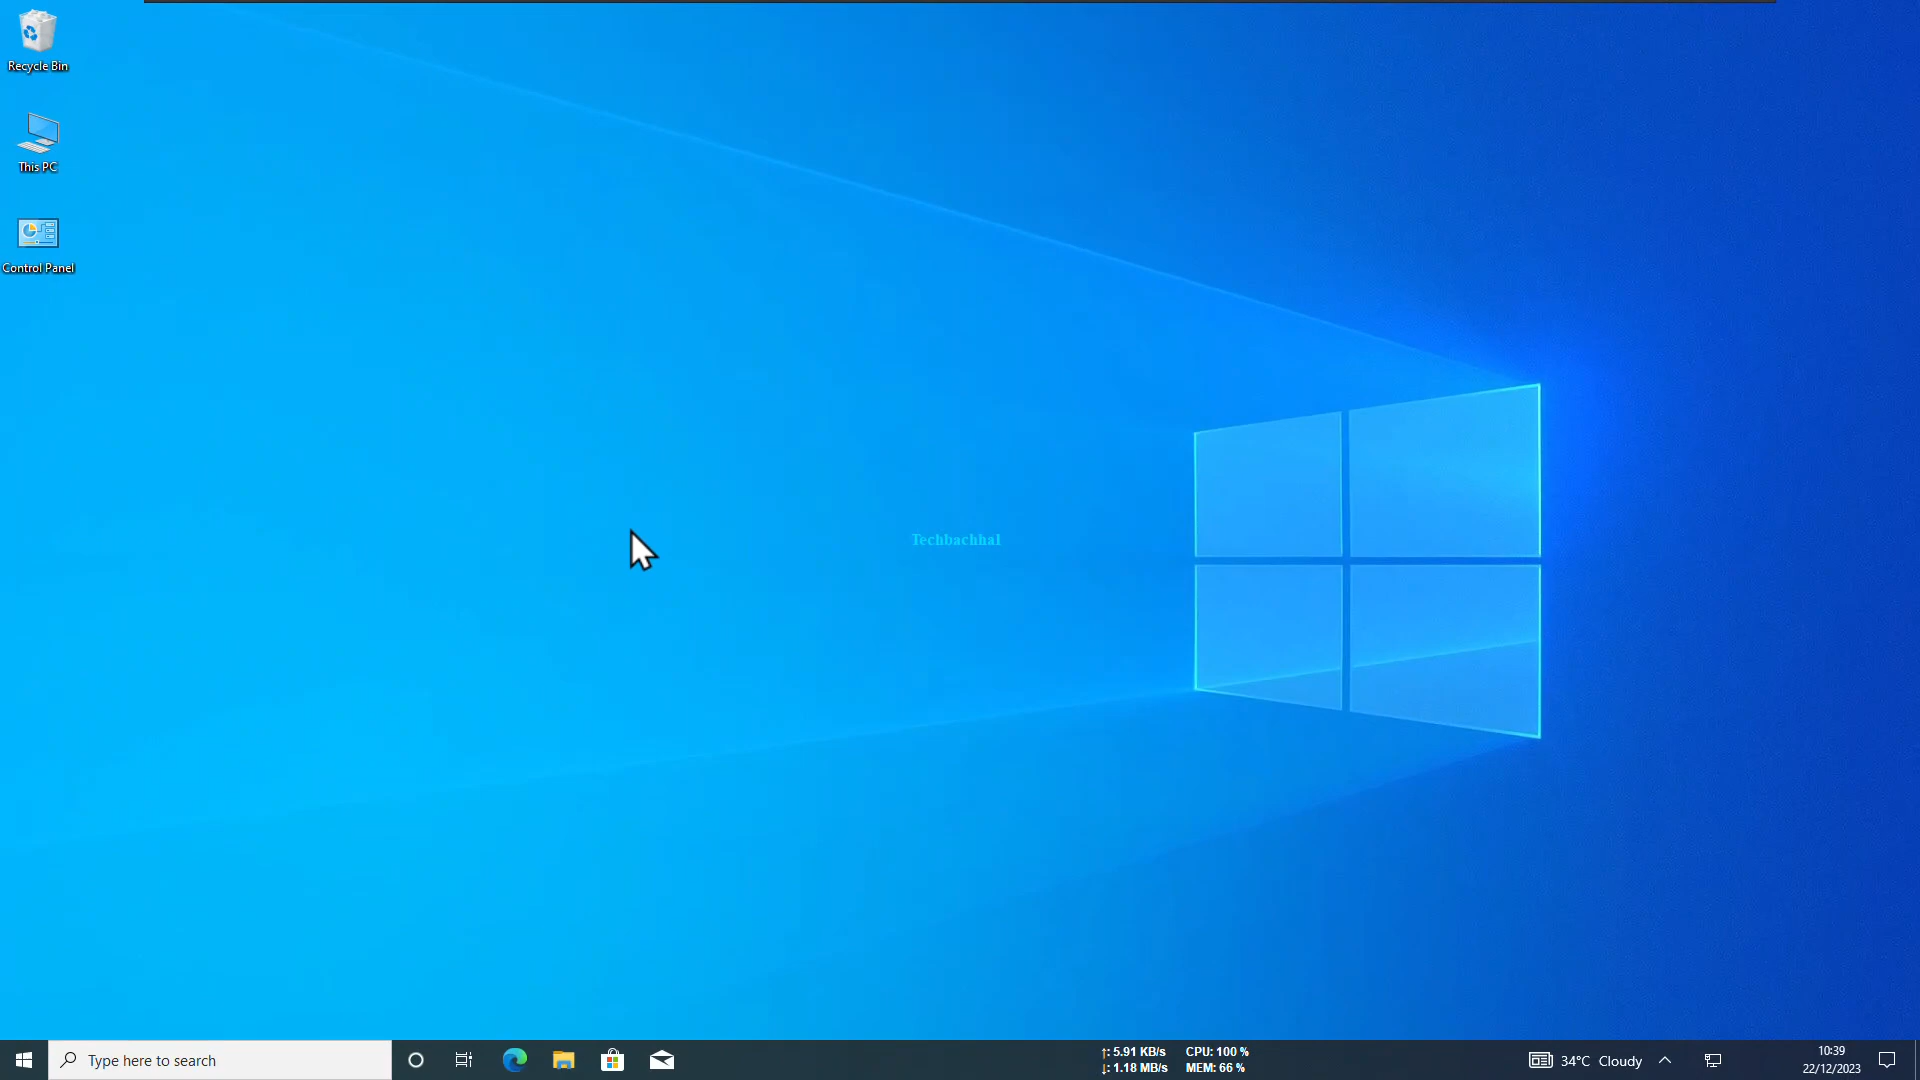 Recycle Bin
This PC
Control Panel
Techbachhal
Type here to search
↑: 5.91 KB/s CPU: 100 %
↓: 1.18 MB/s MEM: 66 %
34°C Cloudy
10:39
22/12/2023